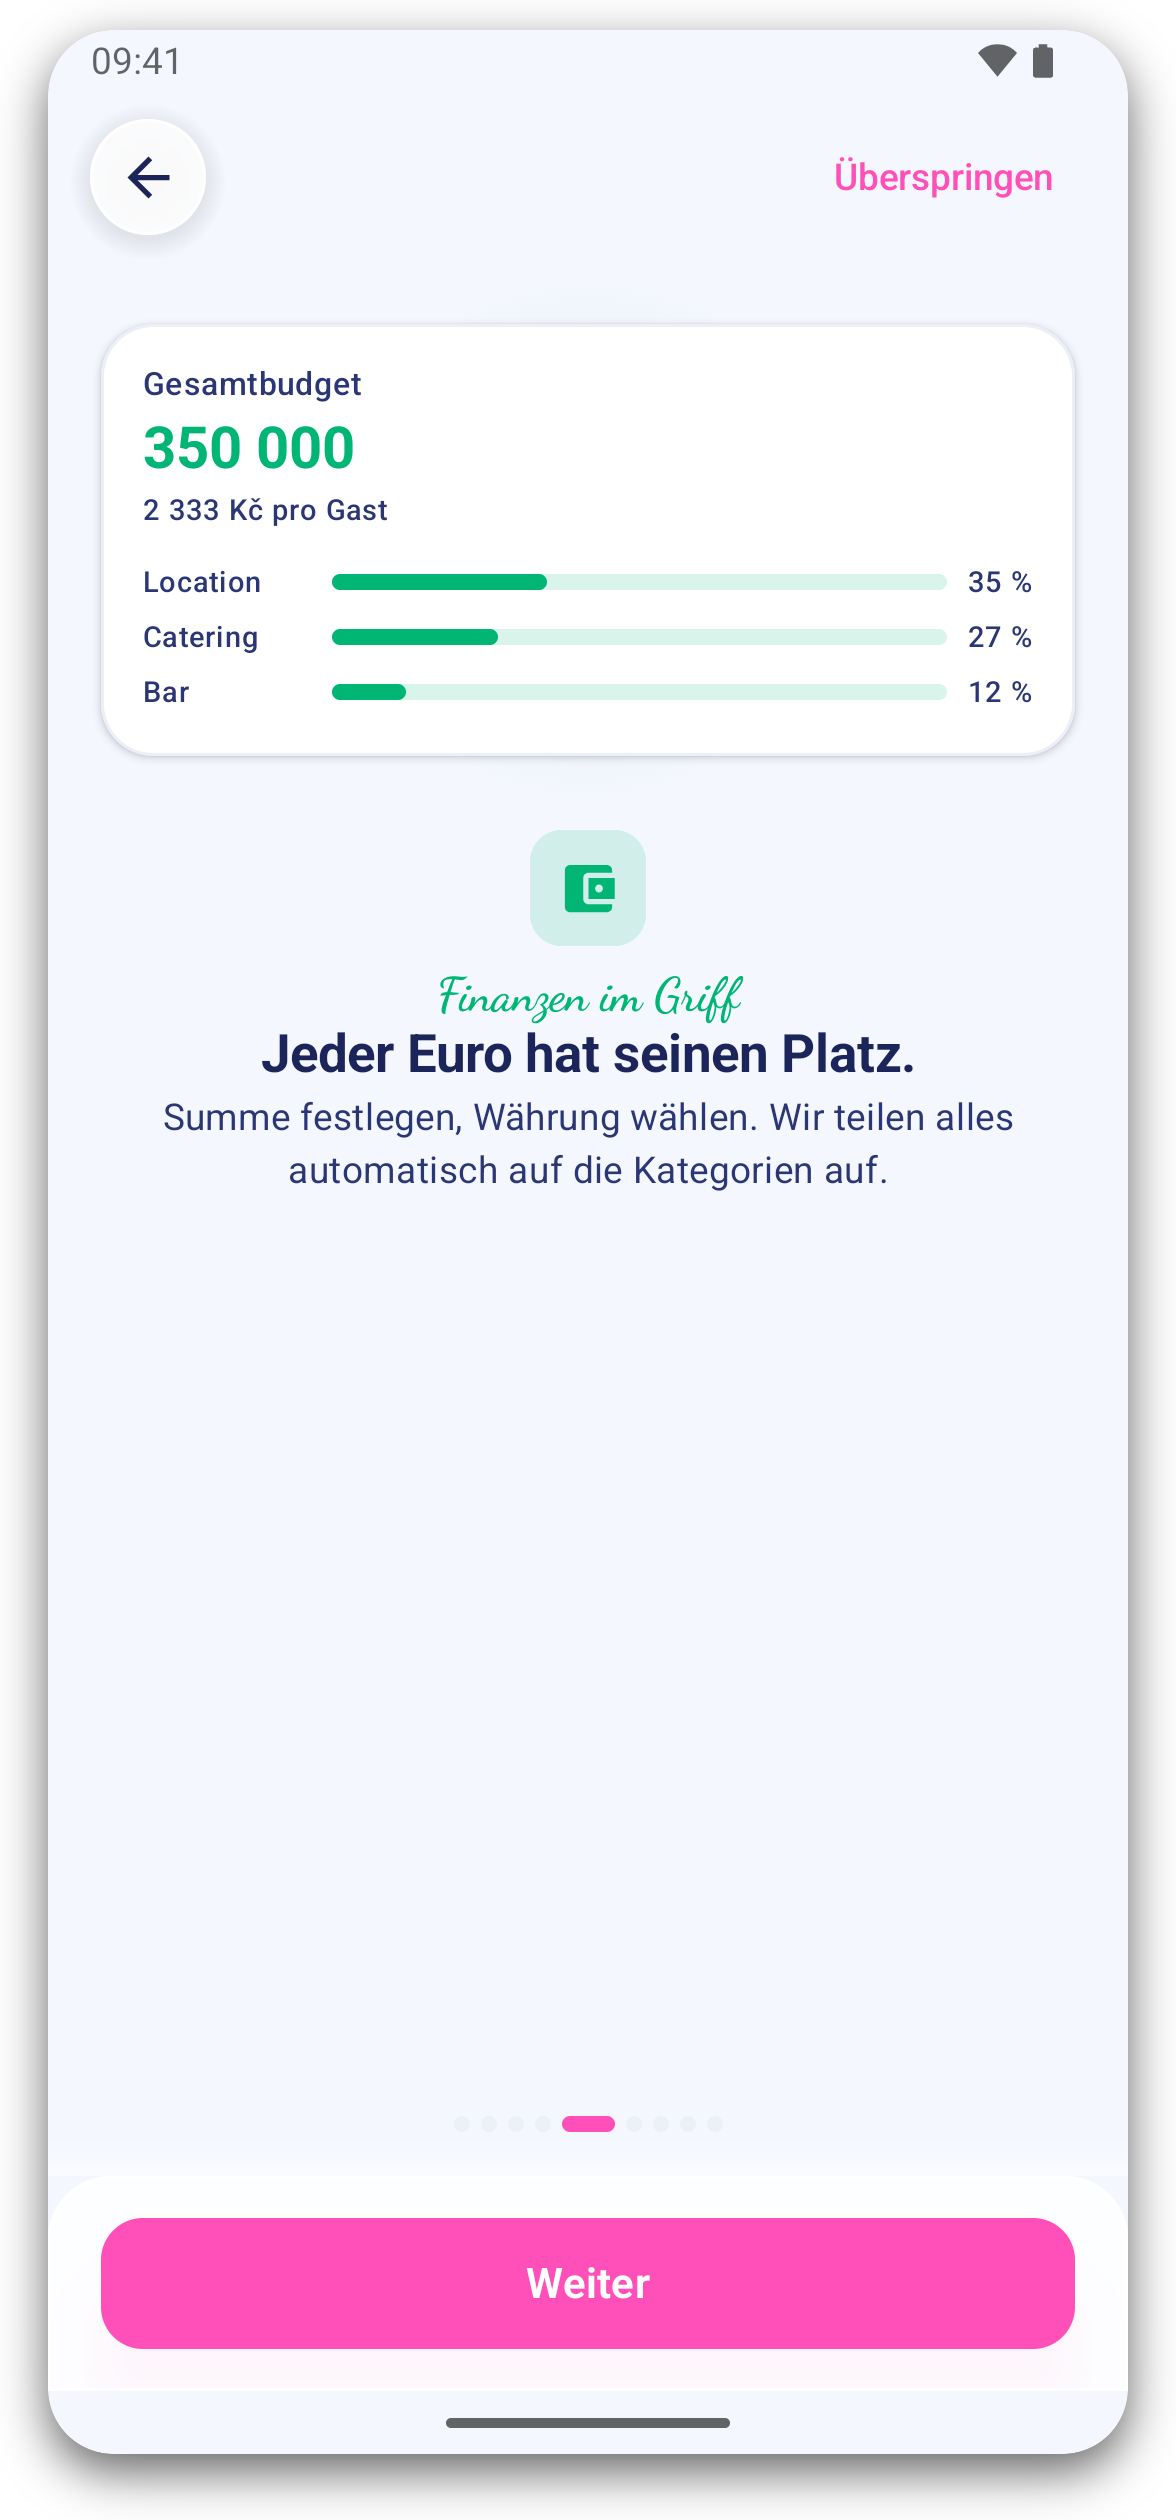 09:41
Überspringen
Gesamtbudget
350 000
2 333 Kč pro Gast
Location 35 %
Catering 27 %
Bar 12 %
Finanzen im Griff
Jeder Euro hat seinen Platz.
Summe festlegen, Währung wählen. Wir teilen alles
automatisch auf die Kategorien auf.
Weiter